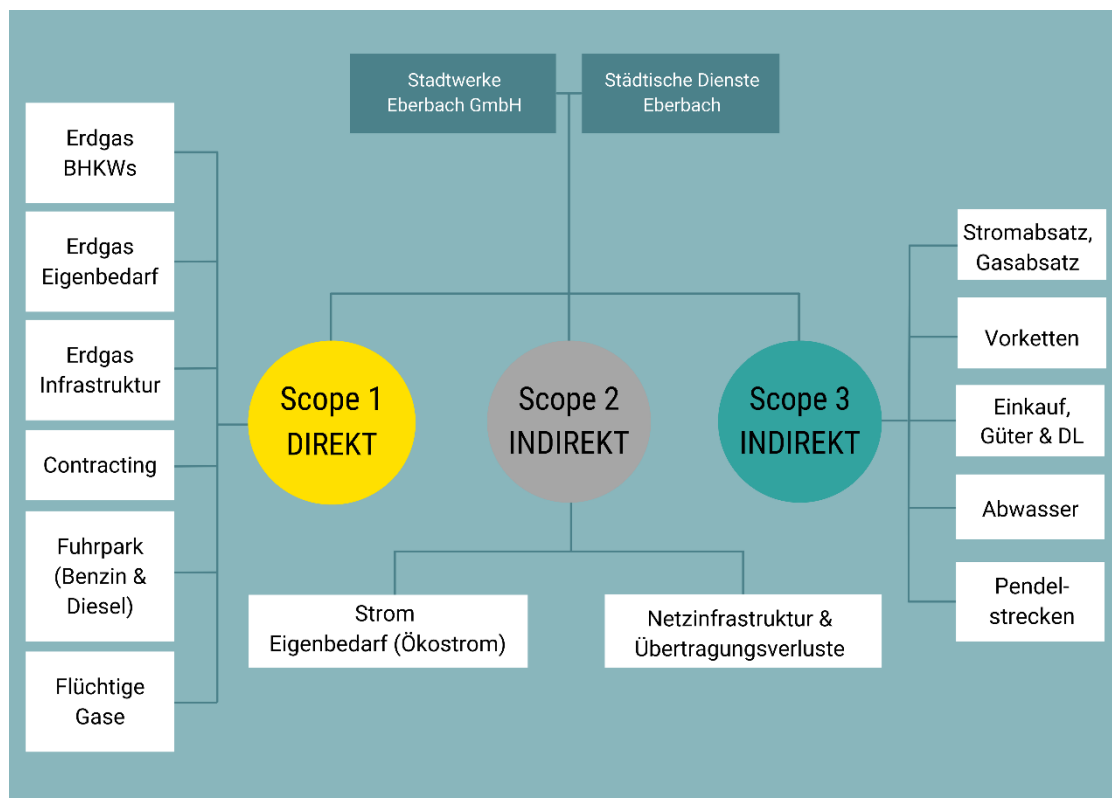 Stadtwerke
Eberbach GmbH
Städtische Dienste
Eberbach
Erdgas
BHKWs
Erdgas
Eigenbedarf
Erdgas
Infrastruktur
Contracting
Fuhrpark
(Benzin &
Diesel)
Flüchtige
Gase
Scope 1
DIREKT
Scope 2
INDIREKT
Scope 3
INDIREKT
Strom
Eigenbedarf (Ökostrom)
Netzinfrastruktur &
Übertragungsverluste
Stromabsatz,
Gasabsatz
Vorketten
Einkauf,
Güter & DL
Abwasser
Pendel-
strecken